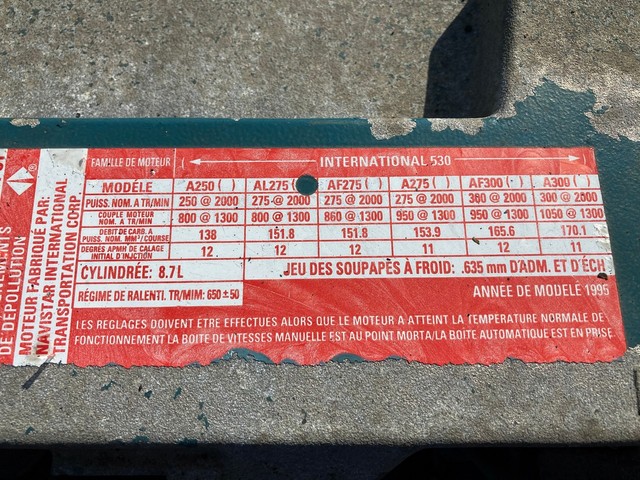 FAMILLE DE MOTEUR INTERNATIONAL 530
MODÈLE A250 ( ) AL275 ( AF275 ( ) A275 ( ) AF300 ( ) A300 ( )
PUISS. NOM. A TR/MIN 250 @ 2000 275 @ 2000 275 @ 2000 275 @ 2000 300 @ 2000 300 @ 2000
COUPLE MOTEUR
NOM. A TR/MIN 800 @ 1300 800 @ 1300 860 @ 1300 950 @ 1300 950 @ 1300 1050 @ 1300
DEBIT DE CARB. A
PUISS. NOM. MM³/COURSE 138 151.8 151.8 153.9 165.6 170.1
DEGRÉS APMH DE CALAGE
INITIAL D'INJECTION 12 12 12 11 12 11
CYLINDRÉE: 8.7L JEU DES SOUPAPES À FROID: .635 mm D'ADM. ET D'ÉCH
RÉGIME DE RALENTI. TR/MIN: 650 ±50 ANNÉE DE MODELE 1995
LES REGLAGES DOIVENT ETRE EFFECTUES ALORS QUE LE MOTEUR A ATTEINT LA TEMPERATURE NORMALE DE
FONCTIONNEMENT LA BOITE DE VITESSES MANUELLE EST AU POINT MORTA/LA BOITE AUTOMATIQUE EST EN PRISE
DE DÉPOLLUTION
MOTEUR FABRIQUÉ PAR:
NAVISTAR INTERNATIONAL
TRANSPORTATION CORP
®